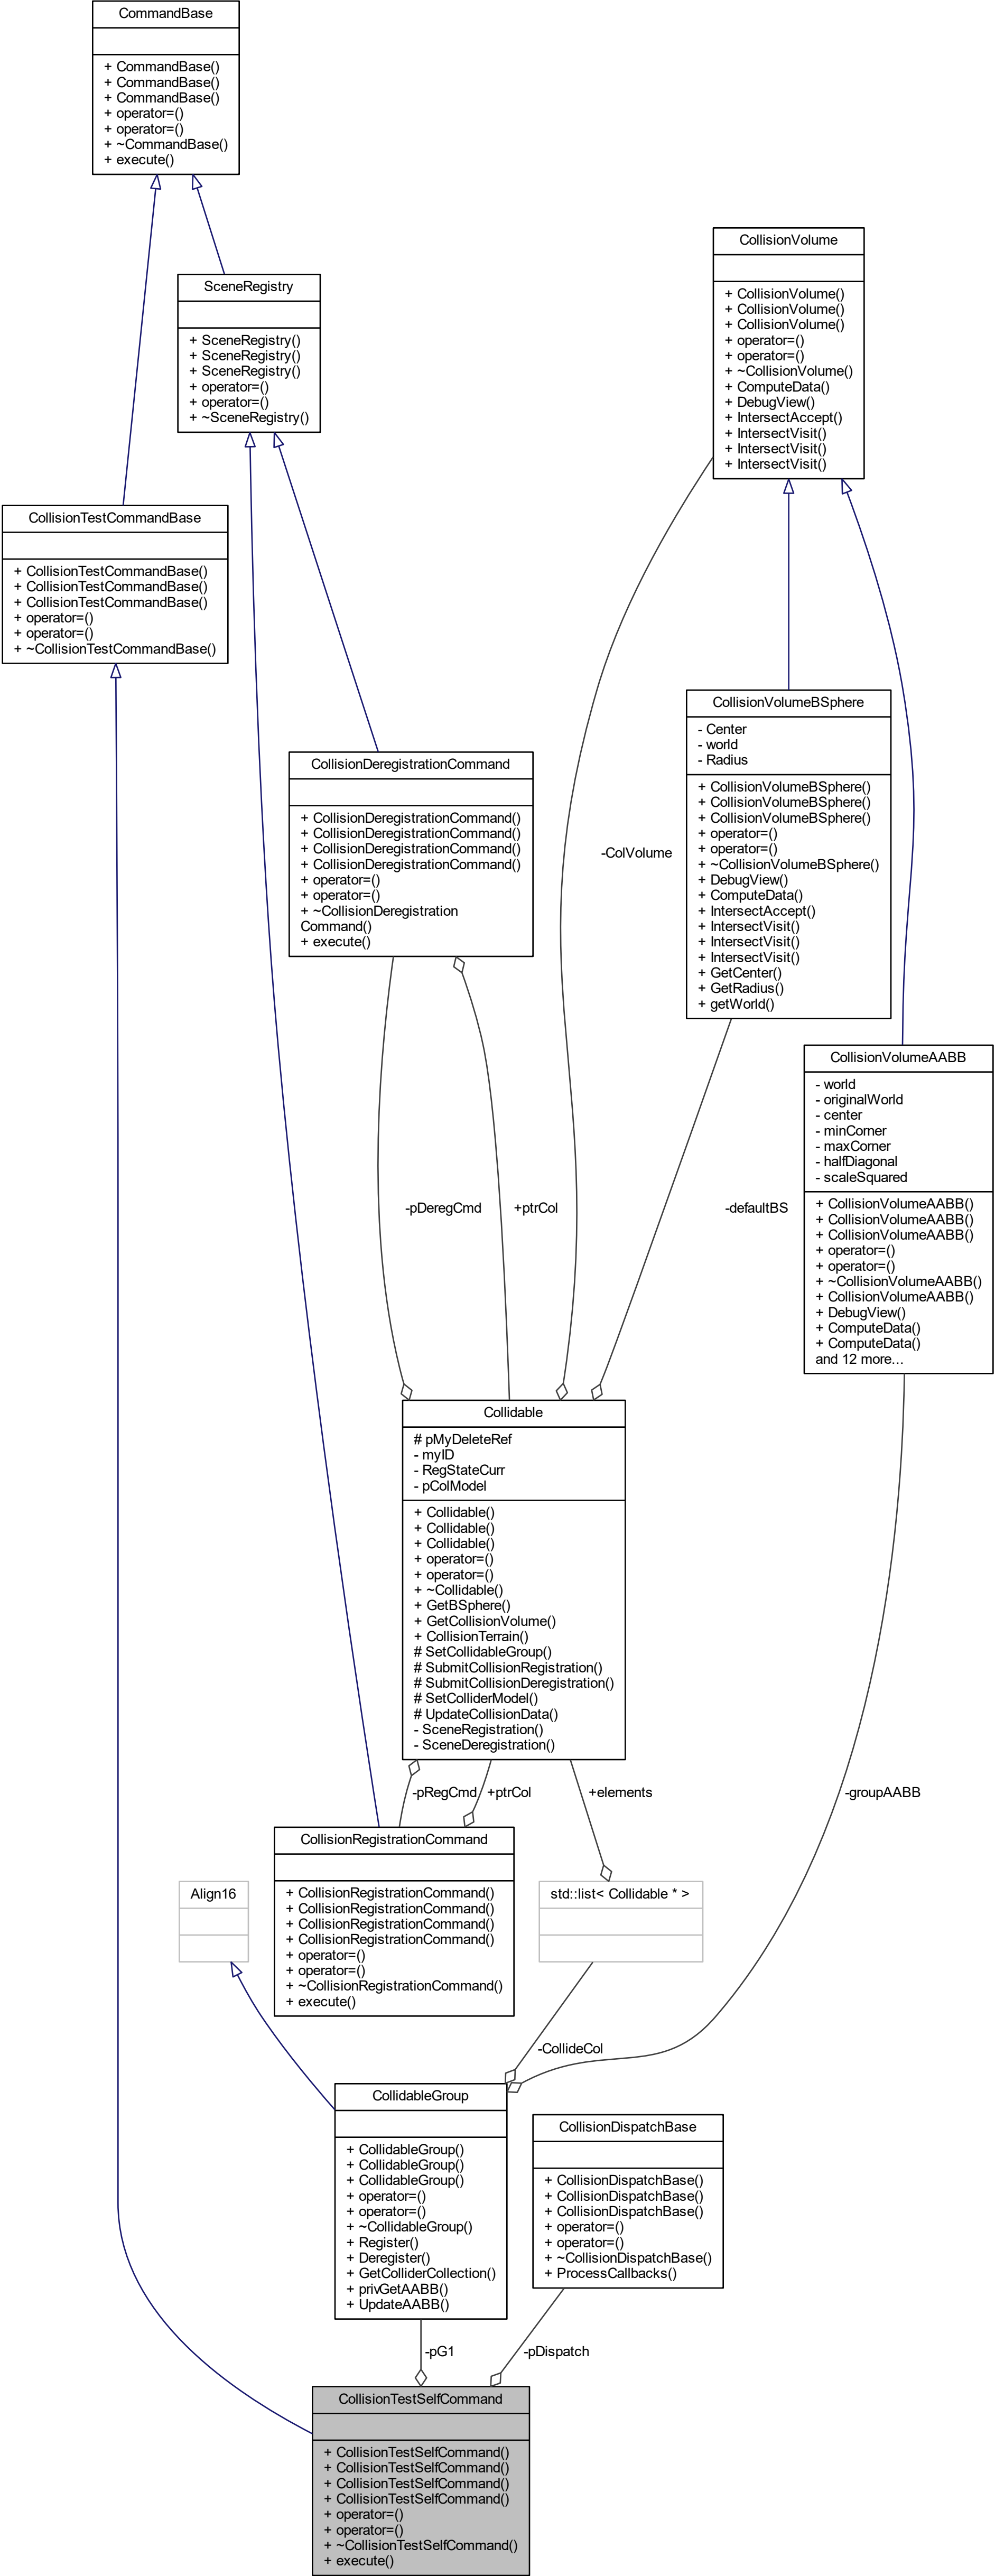 CommandBase
+ CommandBase()
+ CommandBase()
+ CommandBase()
+ operator=()
+ operator=()
+ ~CommandBase()
+ execute()
CollisionVolume
+ CollisionVolume()
+ CollisionVolume()
+ CollisionVolume()
+ operator=()
+ operator=()
+ ~CollisionVolume()
+ ComputeData()
+ DebugView()
+ IntersectAccept()
+ IntersectVisit()
+ IntersectVisit()
+ IntersectVisit()
SceneRegistry
+ SceneRegistry()
+ SceneRegistry()
+ SceneRegistry()
+ operator=()
+ operator=()
+ ~SceneRegistry()
CollisionTestCommandBase
+ CollisionTestCommandBase()
+ CollisionTestCommandBase()
+ CollisionTestCommandBase()
+ operator=()
+ operator=()
+ ~CollisionTestCommandBase()
CollisionVolumeBSphere
- Center
- world
- Radius
+ CollisionVolumeBSphere()
+ CollisionVolumeBSphere()
+ CollisionVolumeBSphere()
+ operator=()
+ operator=()
+ ~CollisionVolumeBSphere()
+ DebugView()
+ ComputeData()
+ IntersectAccept()
+ IntersectVisit()
+ IntersectVisit()
+ IntersectVisit()
+ GetCenter()
+ GetRadius()
+ getWorld()
CollisionDeregistrationCommand
+ CollisionDeregistrationCommand()
+ CollisionDeregistrationCommand()
+ CollisionDeregistrationCommand()
+ CollisionDeregistrationCommand()
+ operator=()
+ operator=()
+ ~CollisionDeregistration
Command()
+ execute()
-ColVolume
CollisionVolumeAABB
- world
- originalWorld
- center
- minCorner
- maxCorner
- halfDiagonal
- scaleSquared
+ CollisionVolumeAABB()
+ CollisionVolumeAABB()
+ CollisionVolumeAABB()
+ operator=()
+ operator=()
+ ~CollisionVolumeAABB()
+ CollisionVolumeAABB()
+ DebugView()
+ ComputeData()
+ ComputeData()
and 12 more...
-pDeregCmd
+ptrCol
-defaultBS
Collidable
# pMyDeleteRef
- myID
- RegStateCurr
- pColModel
+ Collidable()
+ Collidable()
+ Collidable()
+ operator=()
+ operator=()
+ ~Collidable()
+ GetBSphere()
+ GetCollisionVolume()
+ CollisionTerrain()
# SetCollidableGroup()
# SubmitCollisionRegistration()
# SubmitCollisionDeregistration()
# SetColliderModel()
# UpdateCollisionData()
- SceneRegistration()
- SceneDeregistration()
-pRegCmd
+ptrCol
+elements
-groupAABB
CollisionRegistrationCommand
+ CollisionRegistrationCommand()
+ CollisionRegistrationCommand()
+ CollisionRegistrationCommand()
+ CollisionRegistrationCommand()
+ operator=()
+ operator=()
+ ~CollisionRegistrationCommand()
+ execute()
Align16
std::list< Collidable * >
-CollideCol
CollidableGroup
+ CollidableGroup()
+ CollidableGroup()
+ CollidableGroup()
+ operator=()
+ operator=()
+ ~CollidableGroup()
+ Register()
+ Deregister()
+ GetColliderCollection()
+ privGetAABB()
+ UpdateAABB()
CollisionDispatchBase
+ CollisionDispatchBase()
+ CollisionDispatchBase()
+ CollisionDispatchBase()
+ operator=()
+ operator=()
+ ~CollisionDispatchBase()
+ ProcessCallbacks()
-pG1
-pDispatch
CollisionTestSelfCommand
+ CollisionTestSelfCommand()
+ CollisionTestSelfCommand()
+ CollisionTestSelfCommand()
+ CollisionTestSelfCommand()
+ operator=()
+ operator=()
+ ~CollisionTestSelfCommand()
+ execute()